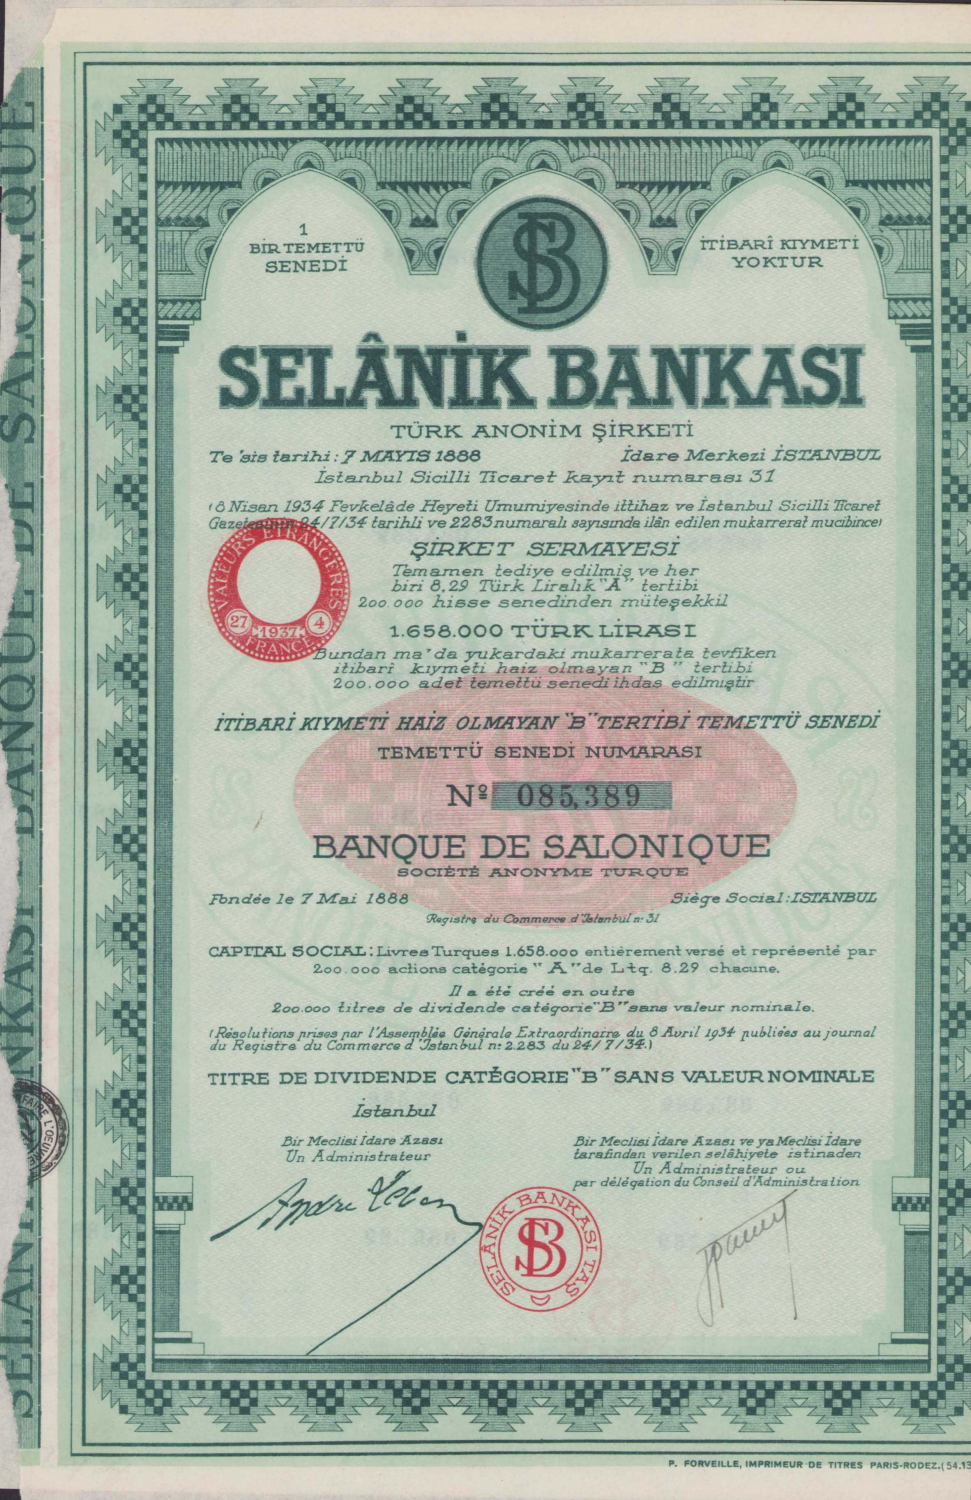 1
BİR TEMETTÜ
SENEDİ
İTİBARÎ KIYMETİ
YOKTUR
SB
SELÂNİK BANKASI
TÜRK ANONİM ŞİRKETİ
Te'sis tarihi: 7 MAYIS 1888 İdare Merkezi İSTANBUL
İstanbul Sicilli Ticaret kayıt numarası 31
(8 Nisan 1934 Fevkelâde Heyeti Umumiyesinde ittihaz ve İstanbul Sicilli Ticaret
Gazetesinin 24/7/34 tarihli ve 2283 numaralı sayısında ilân edilen mukarrerat mucibince)
ŞİRKET SERMAYESİ
Temamen tediye edilmiş ve her
biri 8,29 Türk Liralık "A" tertibi
200.000 hisse senedinden müteşekkil
1.658.000 TÜRK LİRASI
VALEURS ETRANGERES
27 1937 4
FRANCE
Bundan ma'da yukardaki mukarrerata tevfiken
itibarî kıymeti haiz olmayan "B" tertibi
200.000 adet temettü senedi ihdas edilmiştir
İTİBARİ KIYMETİ HAİZ OLMAYAN "B" TERTİBİ TEMETTÜ SENEDİ
TEMETTÜ SENEDİ NUMARASI
Nº 085,389
BANQUE DE SALONIQUE
SOCIÉTÉ ANONYME TURQUE
Fondée le 7 Mai 1888 Siège Social: ISTANBUL
Registre du Commerce d'Istanbul nº 31
CAPITAL SOCIAL: Livres Turques 1.658.000 entièrement versé et représenté par
200.000 actions catégorie "A" de Ltq. 8.29 chacune.
Il a été créé en outre
200.000 titres de dividende catégorie "B" sans valeur nominale.
(Résolutions prises par l'Assemblée Générale Extraordinaire du 8 Avril 1934 publiées au journal
du Registre du Commerce d'Istanbul nº 2.283 du 24/7/34.)
TITRE DE DIVIDENDE CATÉGORIE "B" SANS VALEUR NOMINALE
İstanbul
Bir Meclisi İdare Azası
Un Administrateur
Bir Meclisi İdare Azası ve ya Meclisi İdare
tarafından verilen selâhiyete istinaden
Un Administrateur ou
par délégation du Conseil d'Administration
SELÂNİK BANKASI TAŞ
SB
P. FORVEILLE, IMPRIMEUR DE TITRES PARIS-RODEZ.(54.13
SELÂNİK BANKASI BANQUE DE SALONIQUE
FAIRE L'OEUVRE